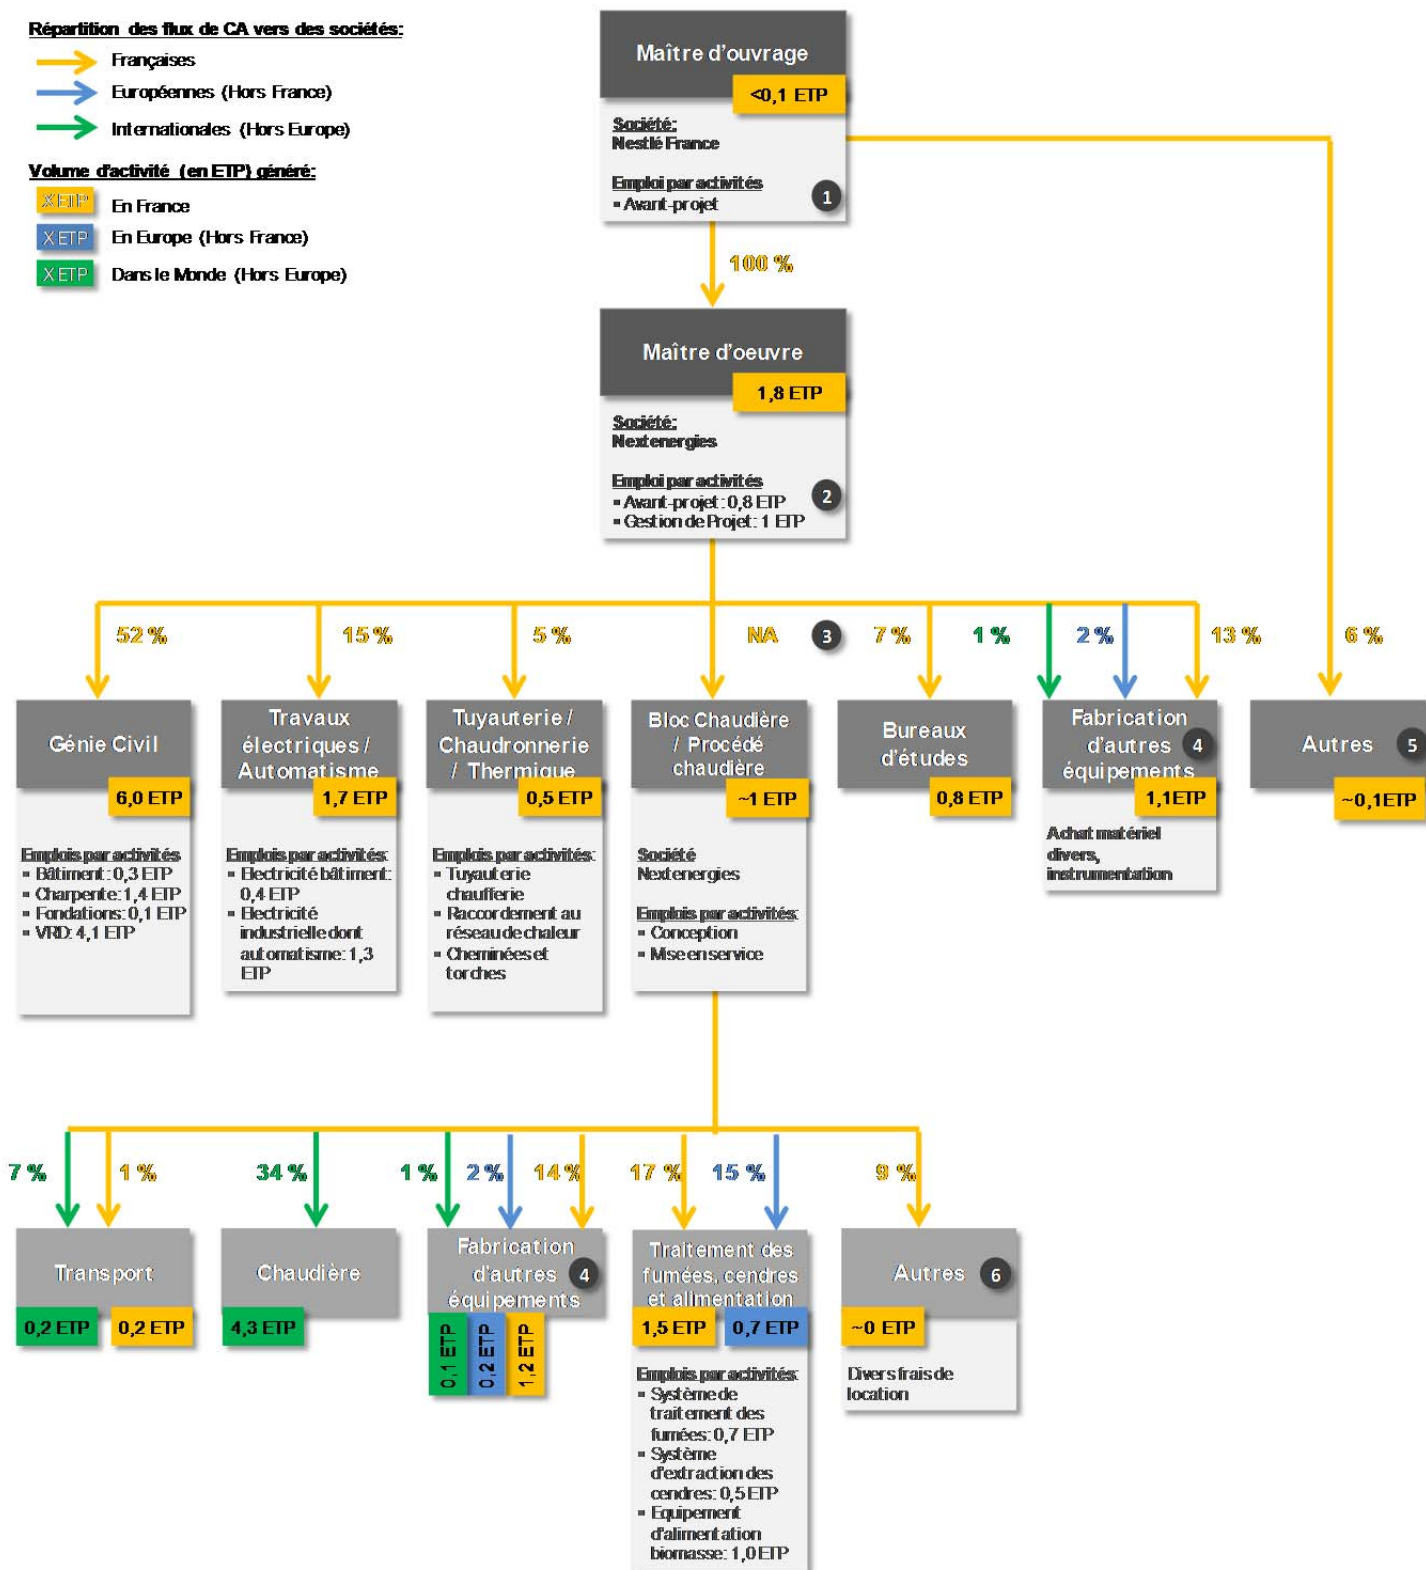 Répartition des flux de CA vers des sociétés:
Françaises
Européennes (Hors France)
Internationales (Hors Europe)
Volume d'activité (en ETP) généré:
X ETP
En France
X ETP
En Europe (Hors France)
X ETP
Dans le Monde (Hors Europe)
Maître d'ouvrage
<0,1 ETP
Société:
Nestlé France
Emploi par activités
▪ Avant-projet
1
100 %
Maître d'oeuvre
1,8 ETP
Société:
Nextenergies
Emploi par activités
▪ Avant-projet: 0,8 ETP
▪ Gestion de Projet: 1 ETP
2
52 %
15 %
5 %
NA
3
7 %
1 %
2 %
13 %
6 %
Génie Civil
6,0 ETP
Emplois par activités
▪ Bâtiment: 0,3 ETP
▪ Charpente: 1,4 ETP
▪ Fondations: 0,1 ETP
▪ VRD: 4,1 ETP
Travaux
électriques /
Automatisme
1,7 ETP
Emplois par activités:
▪ Electricité bâtiment:
0,4 ETP
▪ Electricité
industrielle dont
automatisme: 1,3
ETP
Tuyauterie /
Chaudronnerie
/ Thermique
0,5 ETP
Emplois par activités:
▪ Tuyauterie
chaufferie
▪ Raccordement au
réseau de chaleur
▪ Cheminées et
torches
Bloc Chaudière
/ Procédé
chaudière
~1 ETP
Société
Nextenergies
Emplois par activités:
▪ Conception
▪ Mise en service
Bureaux
d'études
0,8 ETP
Fabrication
d'autres
équipements
4
1,1ETP
Achat matériel
divers,
instrumentation
Autres
5
~0,1ETP
7 %
1 %
34 %
1 %
2 %
14 %
17 %
15 %
9 %
Transport
0,2 ETP
0,2 ETP
Chaudière
4,3 ETP
Fabrication
d'autres
équipements
4
0,1 ETP
0,2 ETP
1,2 ETP
Traitement des
fumées, cendres
et alimentation
1,5 ETP
0,7 ETP
Emplois par activités:
▪ Système de
traitement des
fumées: 0,7 ETP
▪ Système
d'extraction des
cendres: 0,5 ETP
▪ Equipement
d'alimentation
biomasse: 1,0 ETP
Autres
6
~0 ETP
Divers frais de
location